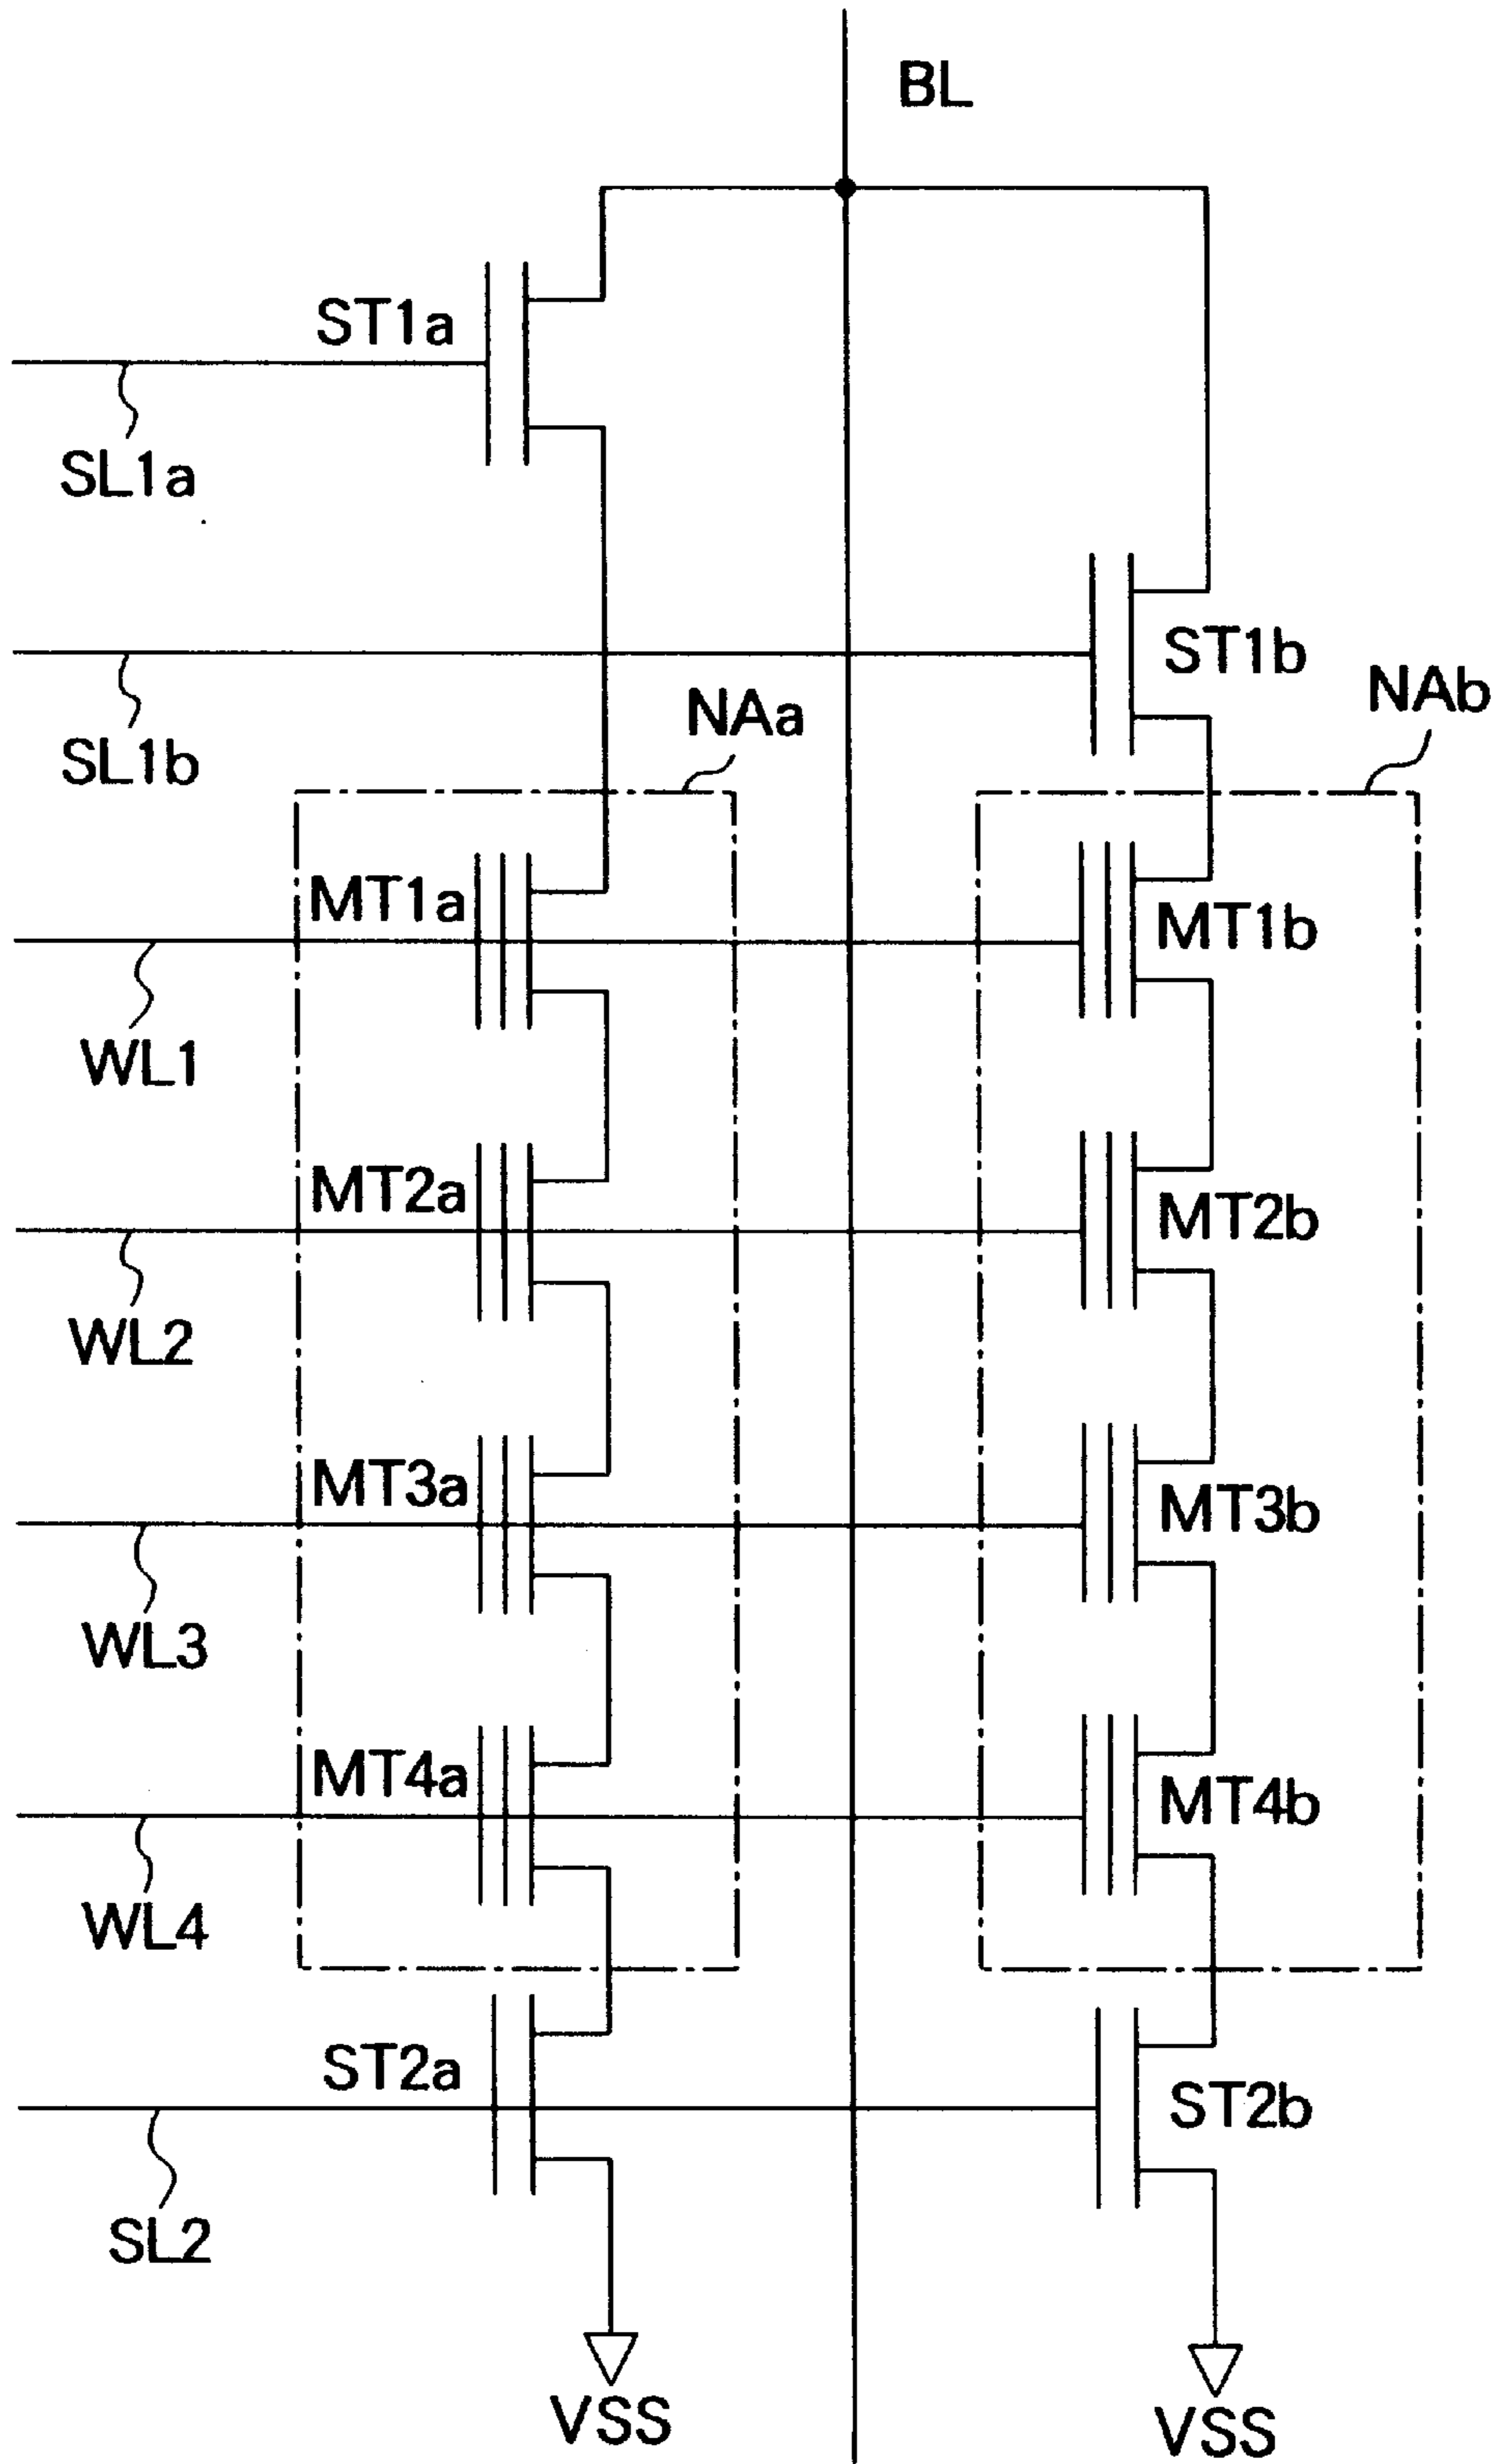 BL
ST1a
SL1a
ST1b
SL1b
NAa
NAb
MT1a
MT1b
WL1
MT2a
MT2b
WL2
MT3a
MT3b
WL3
MT4a
MT4b
WL4
ST2a
ST2b
SL2
VSS
VSS